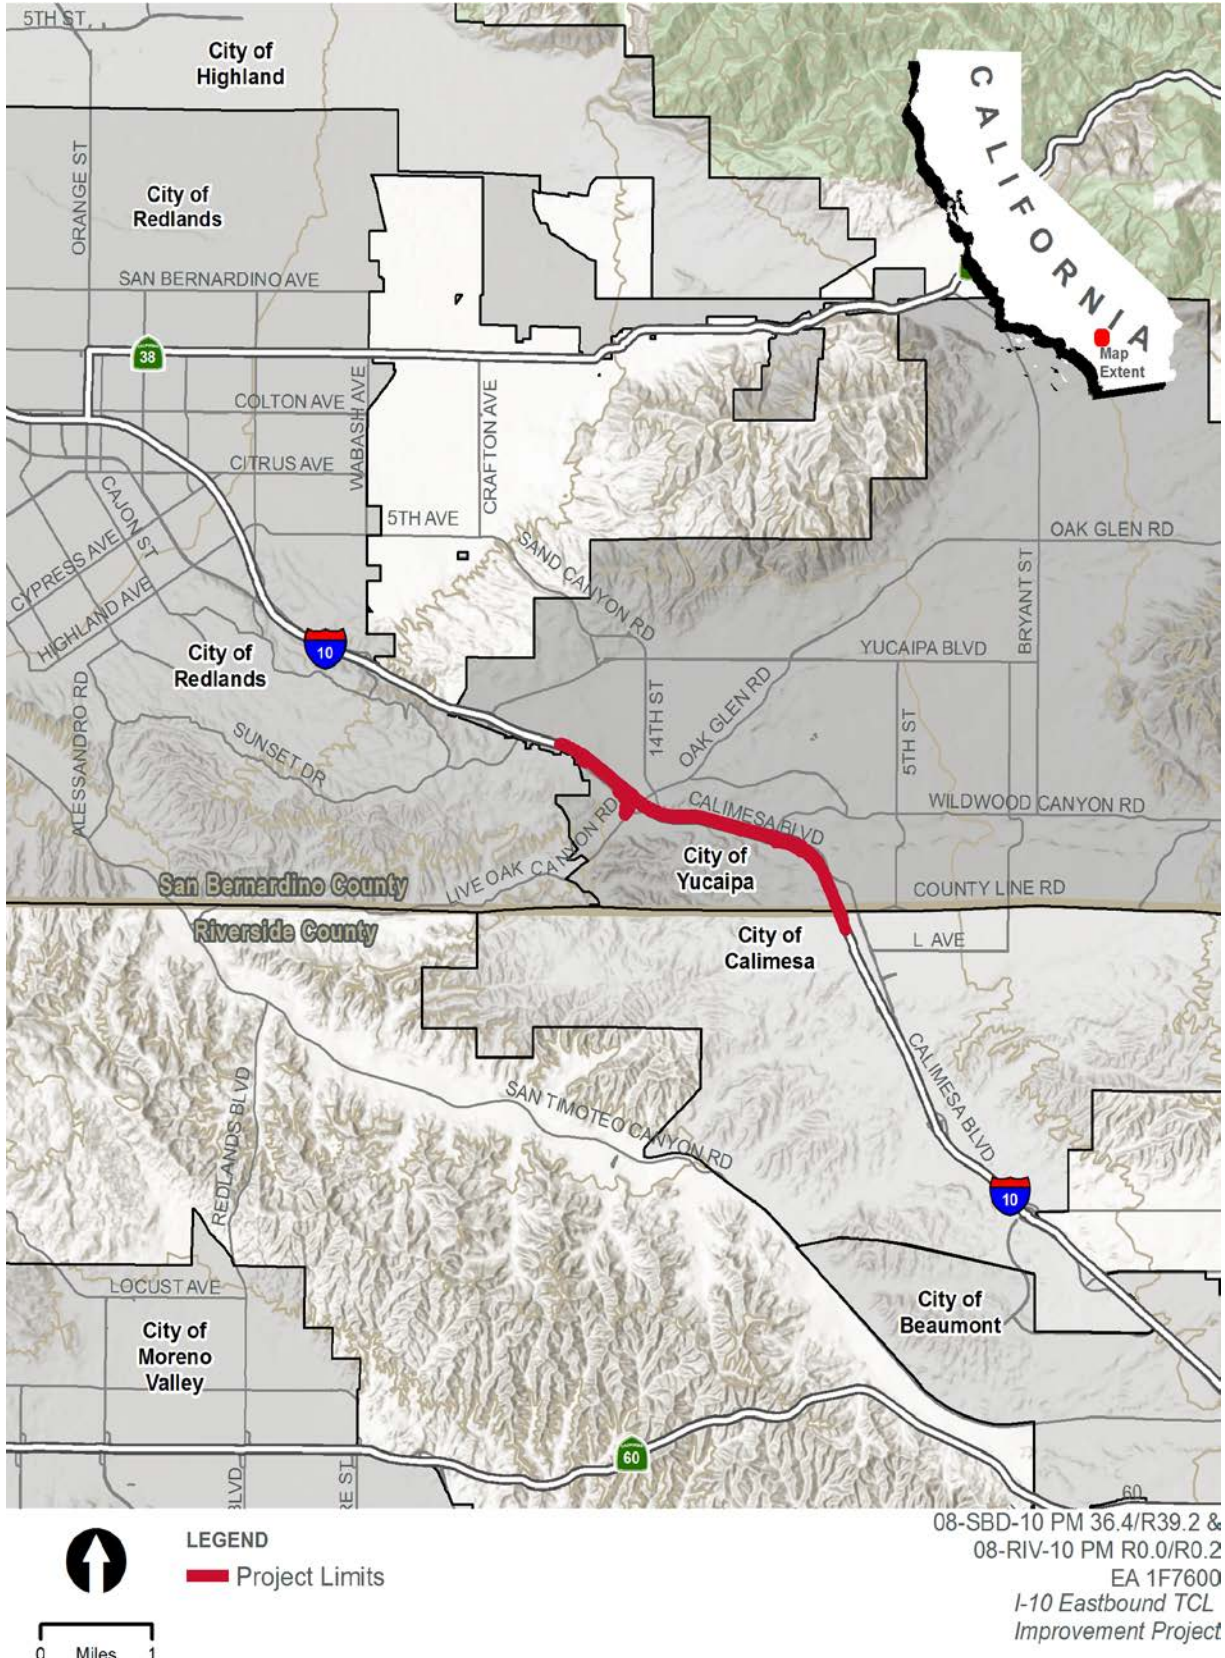 5TH ST
City of
Highland
CALIFORNIA
Map
Extent
ORANGE ST
City of
Redlands
SAN BERNARDINO AVE
38
COLTON AVE
WABASH AVE
CRAFTON AVE
CITRUS AVE
CAJON ST
5TH AVE
OAK GLEN RD
CYPRESS AVE
HIGHLAND AVE
SAND CANYON RD
BRYANT ST
City of
Redlands
10
YUCAIPA BLVD
ALESSANDRO RD
SUNSET DR
14TH ST
OAK GLEN RD
5TH ST
CALIMESA BLVD
WILDWOOD CANYON RD
LIVE OAK CANYON RD
City of
Yucaipa
San Bernardino County
COUNTY LINE RD
Riverside County
City of
Calimesa
L AVE
CALIMESA BLVD
SAN TIMOTEO CANYON RD
REDLANDS BLVD
10
LOCUST AVE
City of
Beaumont
City of
Moreno
Valley
60
BLVD
RE ST
60
LEGEND
Project Limits
0 Miles 1
08-SBD-10 PM 36.4/R39.2 &
08-RIV-10 PM R0.0/R0.2
EA 1F7600
I-10 Eastbound TCL
Improvement Project